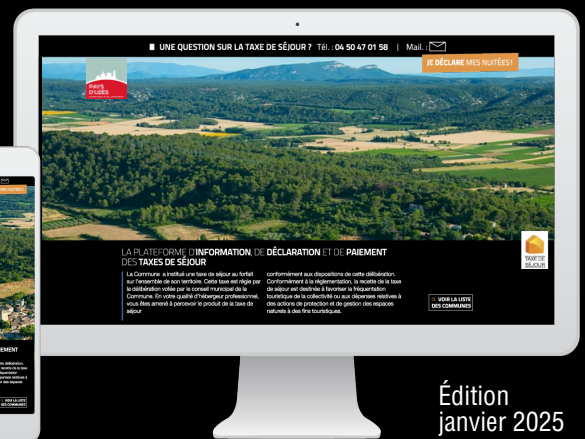 UNE QUESTION SUR LA TAXE DE SÉJOUR ? Tél. : 04 50 47 01 58 | Mail. :
JE DÉCLARE MES NUITÉES !
PAYS
D'UZÈS
LA PLATEFORME D'INFORMATION, DE DÉCLARATION ET DE PAIEMENT
DES TAXES DE SÉJOUR
La Commune a institué une taxe de séjour au forfait
sur l'ensemble de son territoire. Cette taxe est régie par
la délibération votée par le conseil municipal de la
Commune. En votre qualité d'hébergeur professionnel,
vous êtes amené à percevoir le produit de la taxe de
séjour
conformément aux dispositions de cette délibération.
Conformément à la réglementation, la recette de la taxe
de séjour est destinée à favoriser la fréquentation
touristique de la collectivité ou aux dépenses relatives à
des actions de protection et de gestion des espaces
naturels à des fins touristiques.
TAXE DE
SÉJOUR
VOIR LA LISTE
DES COMMUNES
EMENT
VOIR LA LISTE
DES COMMUNES
Édition
janvier 2025